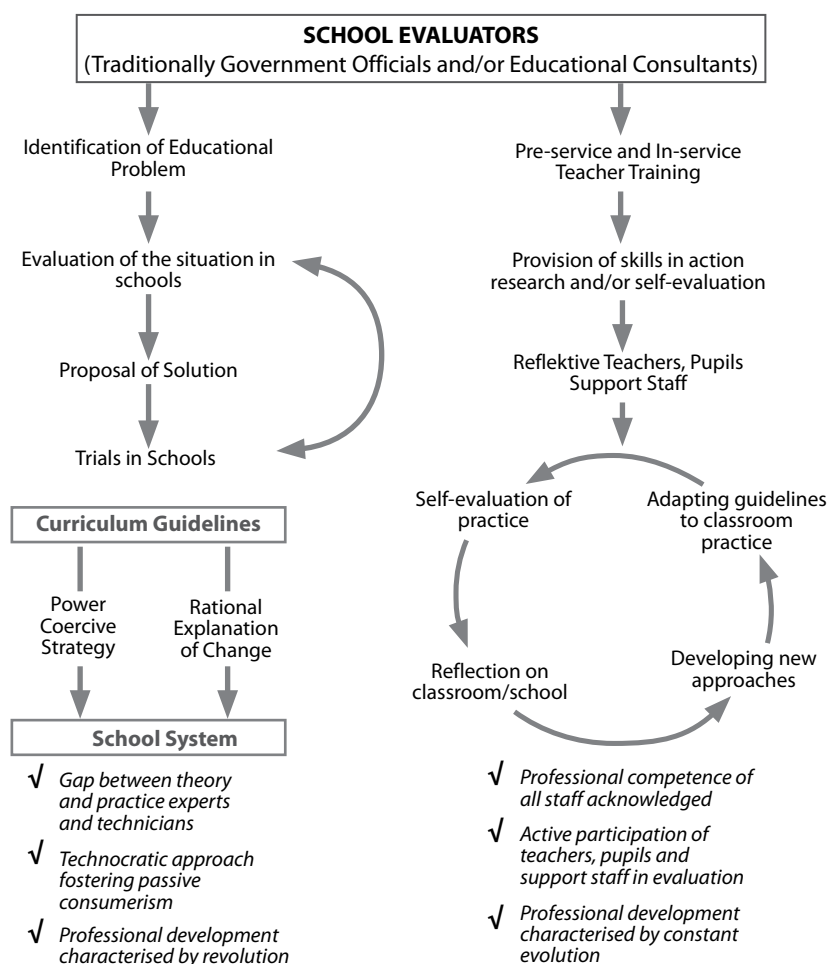 SCHOOL EVALUATORS
(Traditionally Government Officials and/or Educational Consultants)
Identification of Educational
Problem
Evaluation of the situation in
schools
Proposal of Solution
Trials in Schools
Curriculum Guidelines
Power
Coercive
Strategy
Rational
Explanation
of Change
School System
√ Gap between theory
and practice experts
and technicians
√ Technocratic approach
fostering passive
consumerism
√ Professional development
characterised by revolution
Pre-service and In-service
Teacher Training
Provision of skills in action
research and/or self-evaluation
Reflektive Teachers, Pupils
Support Staff
Self-evaluation of
practice
Adapting guidelines
to classroom
practice
Reflection on
classroom/school
Developing new
approaches
√ Professional competence of
all staff acknowledged
√ Active participation of
teachers, pupils and
support staff in evaluation
√ Professional development
characterised by constant
evolution